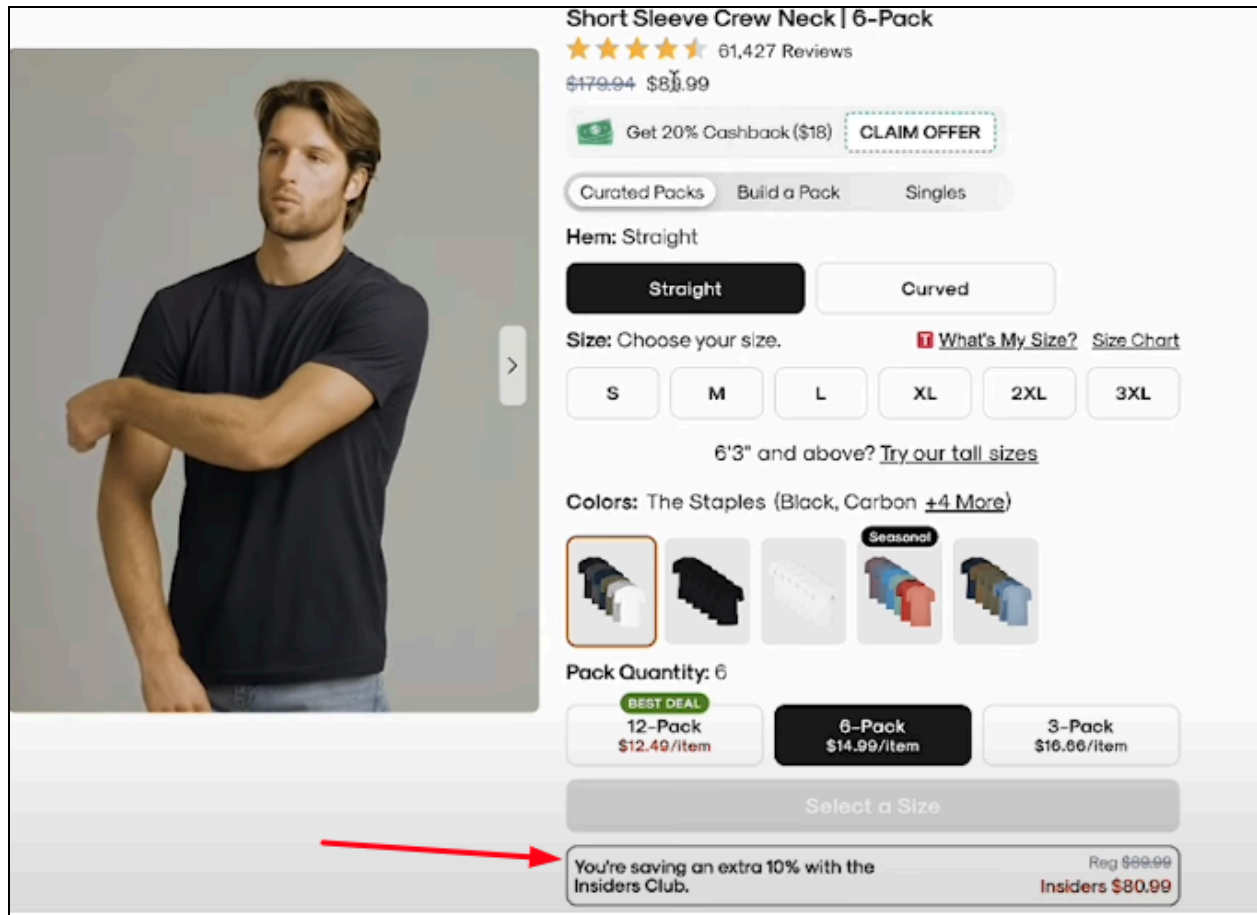 Short Sleeve Crew Neck | 6-Pack
61,427 Reviews
$179.94
Get 20% Cashback ($18) CLAIM OFFER
Curated Packs Build a Pack Singles
Hem: Straight
Straight Curved
Size: Choose your size. T What's My Size? Size Chart
S M L XL 2XL 3XL
6'3" and above? Try our tall sizes
Colors: The Staples (Black, Carbon +4 More)
Seasonal
Pack Quantity: 6
BEST DEAL
12-Pack 6-Pack 3-Pack
$12.49/item $14.99/item $16.66/item
Select a Size
You're saving an extra 10% with the Reg $89.99
Insiders Club. Insiders $80.99